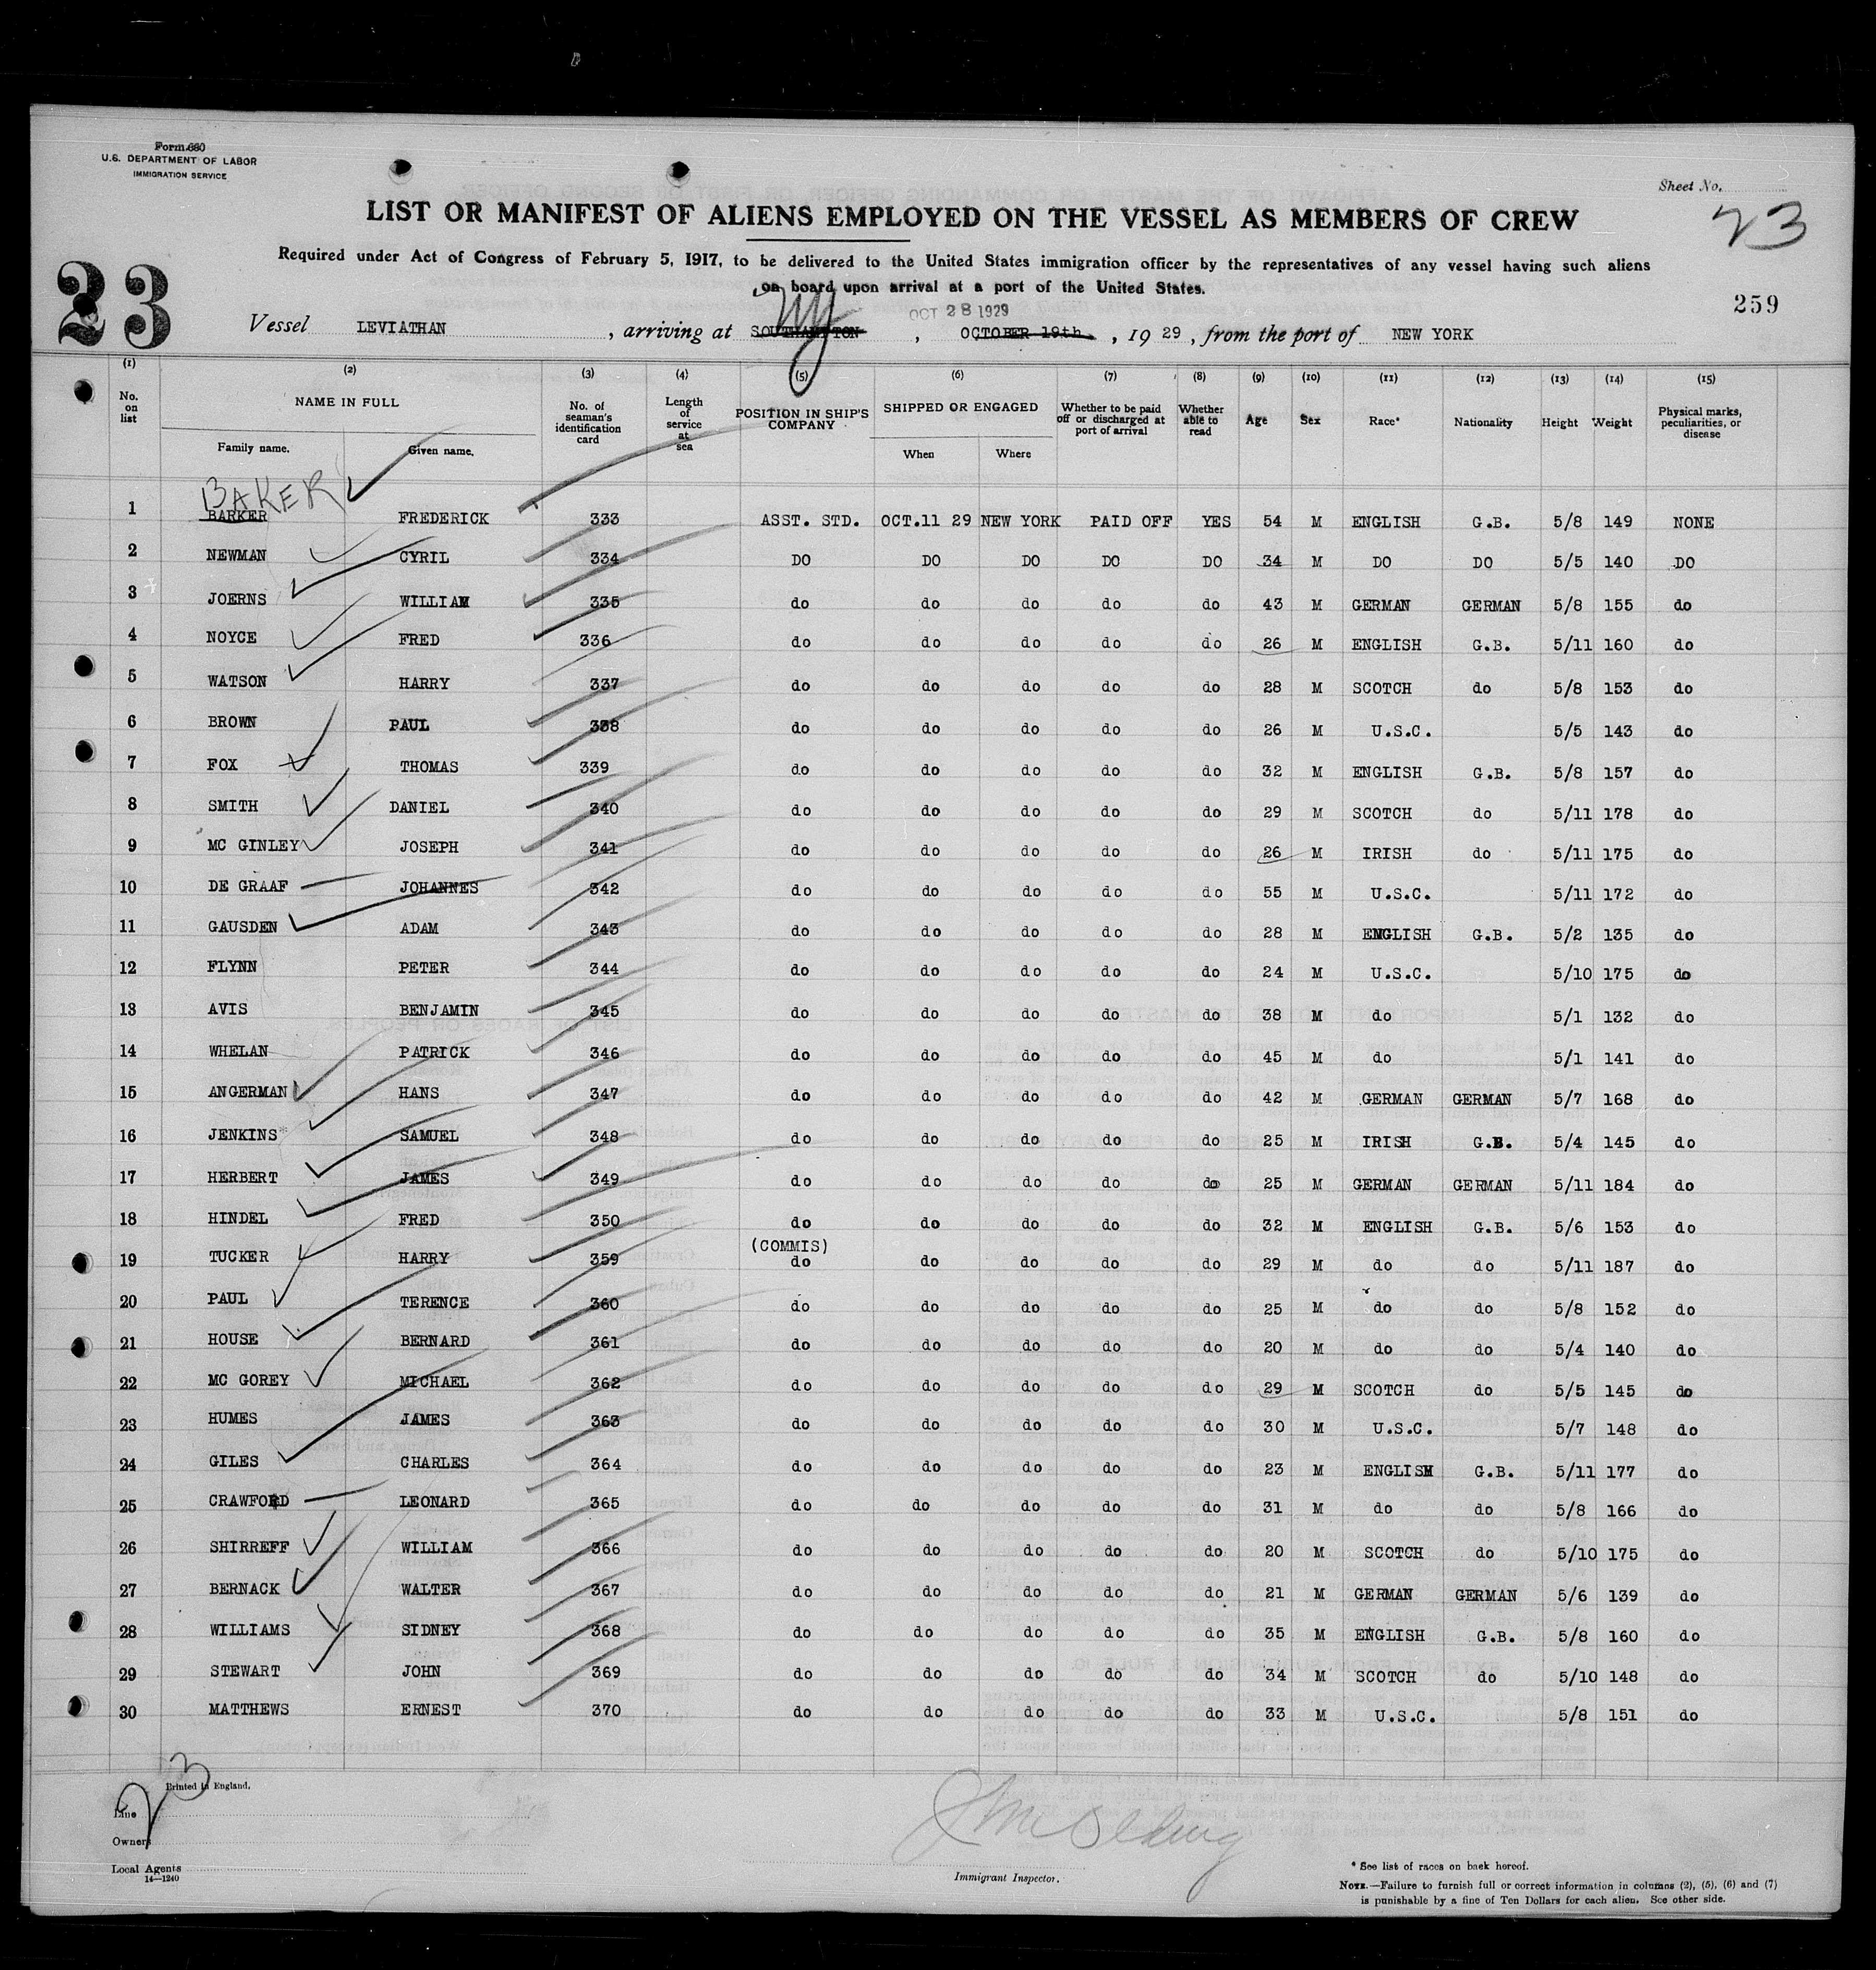 Form 680
U.S. DEPARTMENT OF LABOR
IMMIGRATION SERVICE
Sheet No.
23
LIST OR MANIFEST OF ALIENS EMPLOYED ON THE VESSEL AS MEMBERS OF CREW
Required under Act of Congress of February 5, 1917, to be delivered to the United States immigration officer by the representatives of any vessel having such aliens
on board upon arrival at a port of the United States.
23
259
NY OCT 28 1929
Vessel LEVIATHAN , arriving at SOUTHAMPTON , OCTOBER 19th , 19 29 , from the port of NEW YORK
(1) (2) (3) (4) (5) (6) (7) (8) (9) (10) (11) (12) (13) (14) (15)
No. on list NAME IN FULL Family name. Given name. No. of seaman's identification card Length of service at sea POSITION IN SHIP'S COMPANY SHIPPED OR ENGAGED When Where Whether to be paid off or discharged at port of arrival Whether able to read Age Sex Race* Nationality Height Weight Physical marks, peculiarities, or disease
BAKER
1 BARKER FREDERICK 333 ASST. STD. OCT.11 29 NEW YORK PAID OFF YES 54 M ENGLISH G.B. 5/8 149 NONE
2 NEWMAN CYRIL 334 DO DO DO DO DO 34 M DO DO 5/5 140 DO
3 JOERNS WILLIAM 335 do do do do do 43 M GERMAN GERMAN 5/8 155 do
4 NOYCE FRED 336 do do do do do 26 M ENGLISH G.B. 5/11 160 do
5 WATSON HARRY 337 do do do do do 28 M SCOTCH do 5/8 153 do
6 BROWN PAUL 338 do do do do do 26 M U.S.C. 5/5 143 do
7 FOX THOMAS 339 do do do do do 32 M ENGLISH G.B. 5/8 157 do
8 SMITH DANIEL 340 do do do do do 29 M SCOTCH do 5/11 178 do
9 MC GINLEY JOSEPH 341 do do do do do 26 M IRISH do 5/11 175 do
10 DE GRAAF JOHANNES 342 do do do do do 55 M U.S.C. 5/11 172 do
11 GAUSDEN ADAM 343 do do do do do 28 M ENGLISH G.B. 5/2 135 do
12 FLYNN PETER 344 do do do do do 24 M U.S.C. 5/10 175 do
13 AVIS BENJAMIN 345 do do do do do 38 M do 5/1 132 do
14 WHELAN PATRICK 346 do do do do do 45 M do 5/1 141 do
15 ANGERMAN HANS 347 do do do do do 42 M GERMAN GERMAN 5/7 168 do
16 JENKINS* SAMUEL 348 do do do do do 25 M IRISH G.B. 5/4 145 do
17 HERBERT JAMES 349 do do do do do 25 M GERMAN GERMAN 5/11 184 do
18 HINDEL FRED 350 do do do do do 32 M ENGLISH G.B. 5/6 153 do
(COMMIS)
19 TUCKER HARRY 359 do do do do do 29 M do do 5/11 187 do
20 PAUL TERENCE 360 do do do do do 25 M do do 5/8 152 do
21 HOUSE BERNARD 361 do do do do do 20 M do do 5/4 140 do
22 MC GOREY MICHAEL 362 do do do do do 29 M SCOTCH do 5/5 145 do
23 HUMES JAMES 363 do do do do do 30 M U.S.C. 5/7 148 do
24 GILES CHARLES 364 do do do do do 23 M ENGLISH G.B. 5/11 177 do
25 CRAWFORD LEONARD 365 do do do do do 31 M do do 5/8 166 do
26 SHIRREFF WILLIAM 366 do do do do do 20 M SCOTCH do 5/10 175 do
27 BERNACK WALTER 367 do do do do do 21 M GERMAN GERMAN 5/6 139 do
28 WILLIAMS SIDNEY 368 do do do do do 35 M ENGLISH G.B. 5/8 160 do
29 STEWART JOHN 369 do do do do do 34 M SCOTCH do 5/10 148 do
30 MATTHEWS ERNEST 370 do do do do do 33 M U.S.C. 5/8 151 do
23
Printed in England.
Line
Owners
Local Agents
14—1240
Immigrant Inspector.
* See list of races on back hereof.
NOTE.—Failure to furnish full or correct information in columns (2), (5), (6) and (7)
is punishable by a fine of Ten Dollars for each alien. See other side.